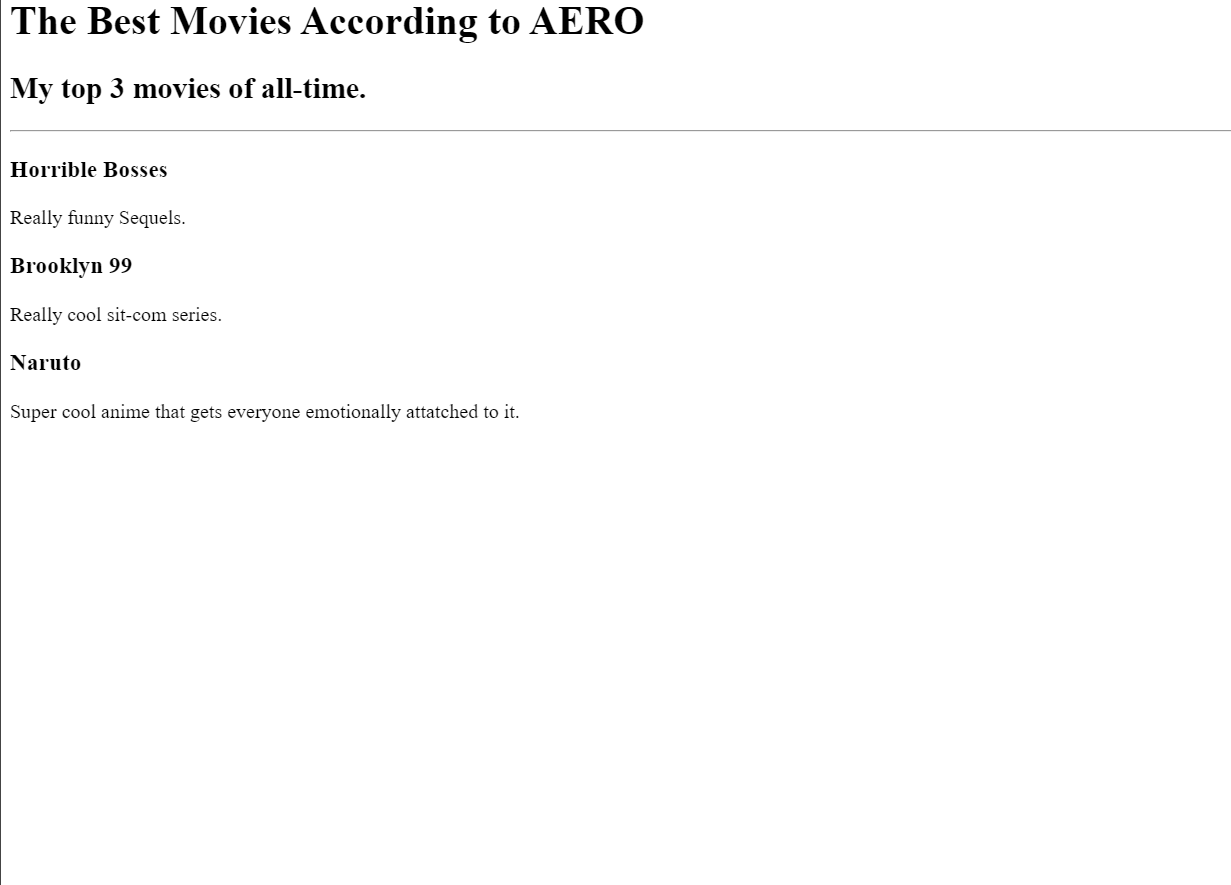 The Best Movies According to AERO
My top 3 movies of all-time.
Horrible Bosses
Really funny Sequels.
Brooklyn 99
Really cool sit-com series.
Naruto
Super cool anime that gets everyone emotionally attatched to it.